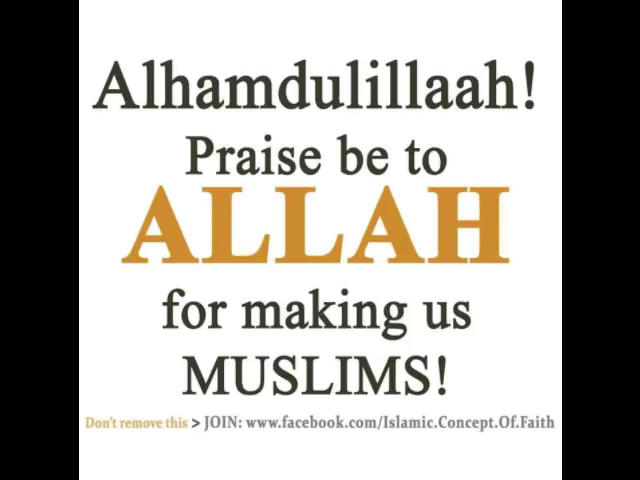 Alhamdulillaah!
Praise be to
ALLAH
for making us
MUSLIMS!
Don't remove this > JOIN: www.facebook.com/Islamic.Concept.Of.Faith